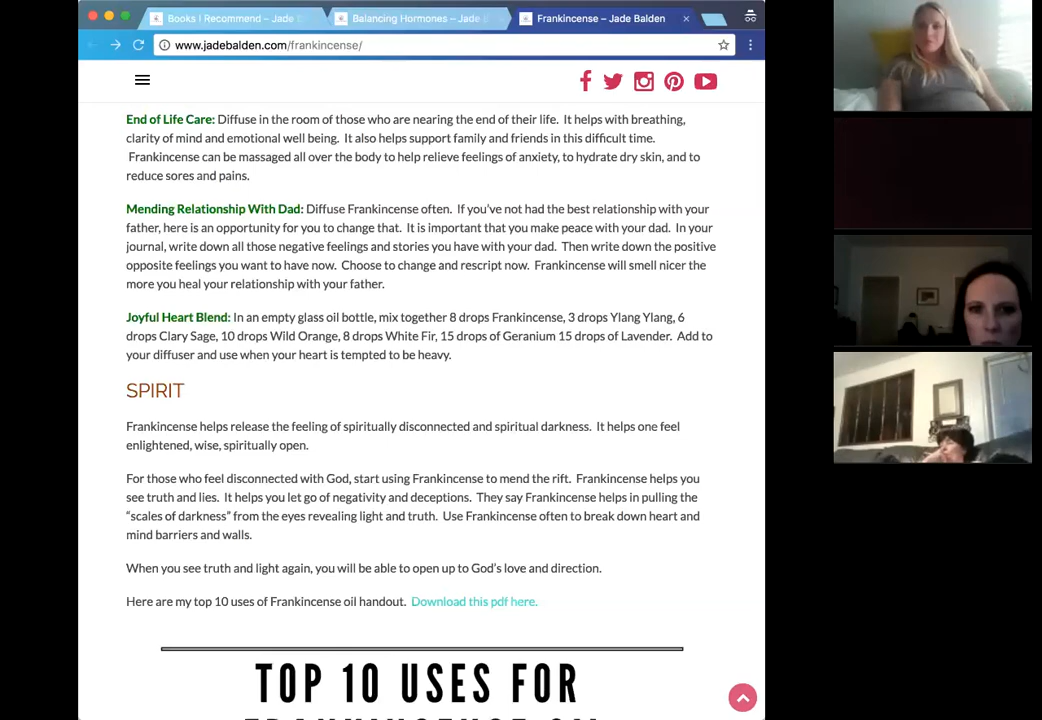 Books I Recommend – Jade
Balancing Hormones – Jade
Frankincense – Jade Balden
www.jadebalden.com/frankincense/
End of Life Care: Diffuse in the room of those who are nearing the end of their life. It helps with breathing,
clarity of mind and emotional well being. It also helps support family and friends in this difficult time.
Frankincense can be massaged all over the body to help relieve feelings of anxiety, to hydrate dry skin, and to
reduce sores and pains.
Mending Relationship With Dad: Diffuse Frankincense often. If you've not had the best relationship with your
father, here is an opportunity for you to change that. It is important that you make peace with your dad. In your
journal, write down all those negative feelings and stories you have with your dad. Then write down the positive
opposite feelings you want to have now. Choose to change and rescript now. Frankincense will smell nicer the
more you heal your relationship with your father.
Joyful Heart Blend: In an empty glass oil bottle, mix together 8 drops Frankincense, 3 drops Ylang Ylang, 6
drops Clary Sage, 10 drops Wild Orange, 8 drops White Fir, 15 drops of Geranium 15 drops of Lavender. Add to
your diffuser and use when your heart is tempted to be heavy.
SPIRIT
Frankincense helps release the feeling of spiritually disconnected and spiritual darkness. It helps one feel
enlightened, wise, spiritually open.
For those who feel disconnected with God, start using Frankincense to mend the rift. Frankincense helps you
see truth and lies. It helps you let go of negativity and deceptions. They say Frankincense helps in pulling the
“scales of darkness” from the eyes revealing light and truth. Use Frankincense often to break down heart and
mind barriers and walls.
When you see truth and light again, you will be able to open up to God's love and direction.
Here are my top 10 uses of Frankincense oil handout. Download this pdf here.
TOP 10 USES FOR